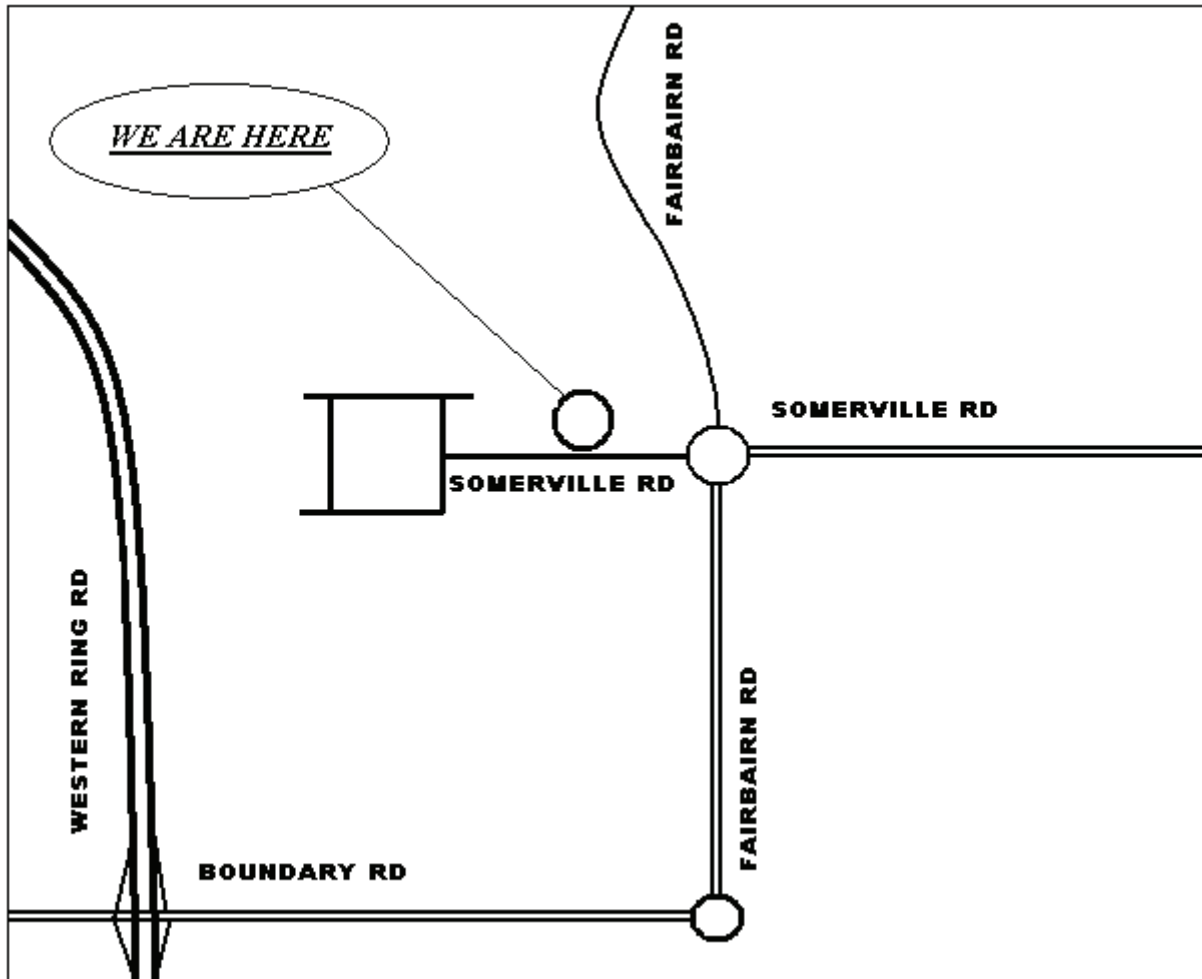 FAIRBAIRN RD
WE ARE HERE
SOMERVILLE RD
SOMERVILLE RD
WESTERN RING RD
FAIRBAIRN RD
BOUNDARY RD